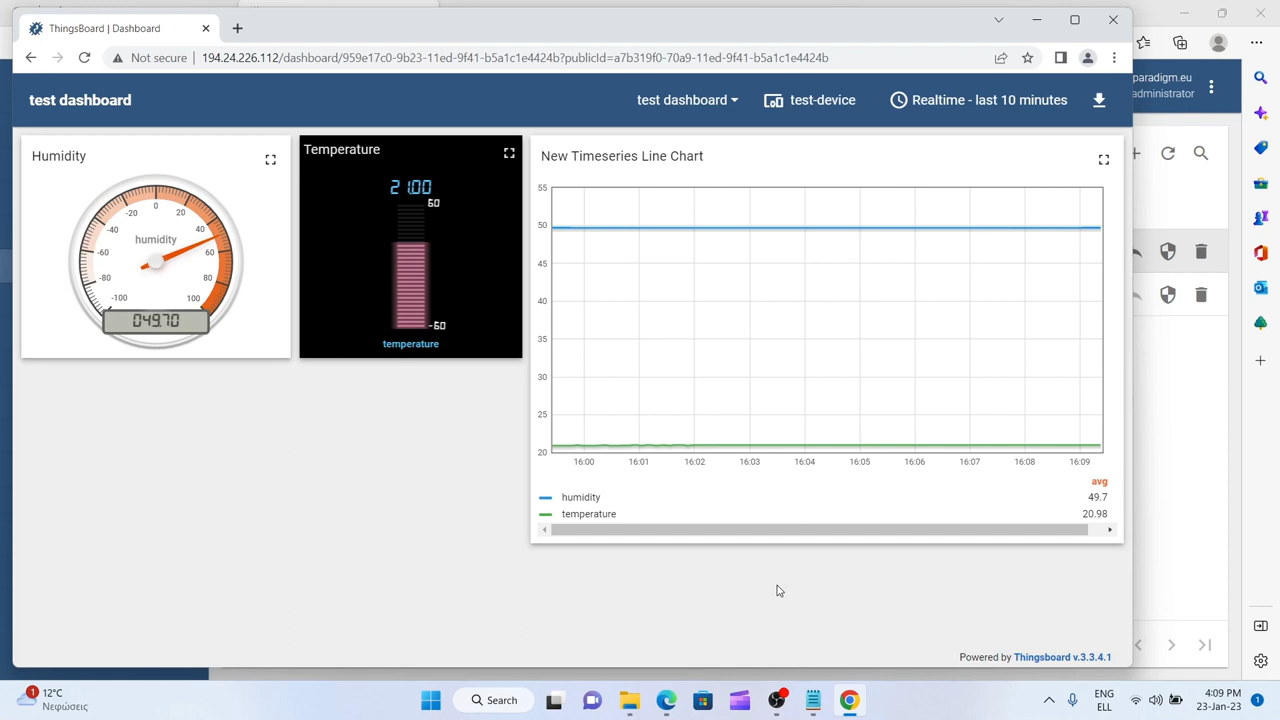 ThingsBoard | Dashboard
Not secure
194.24.226.112/dashboard/959e17c0-9b23-11ed-9f41-b5a1c1e4424b?publicId=a7b319f0-70a9-11ed-9f41-b5a1c1e4424b
paradigm.eu
administrator
test dashboard
test dashboard
test-device
Realtime - last 10 minutes
Humidity
-100
-80
-60
-40
-20
0
20
40
60
80
100
humidity
049.70
Temperature
21.00
60
-60
temperature
New Timeseries Line Chart
55
50
45
40
35
30
25
20
16:00 16:01 16:02 16:03 16:04 16:05 16:06 16:07 16:08 16:09
avg
humidity 49.7
temperature 20.98
Powered by Thingsboard v.3.3.4.1
1
12°C
Νεφώσεις
Search
ENG
ΕLL
4:09 PM
23-Jan-23
1